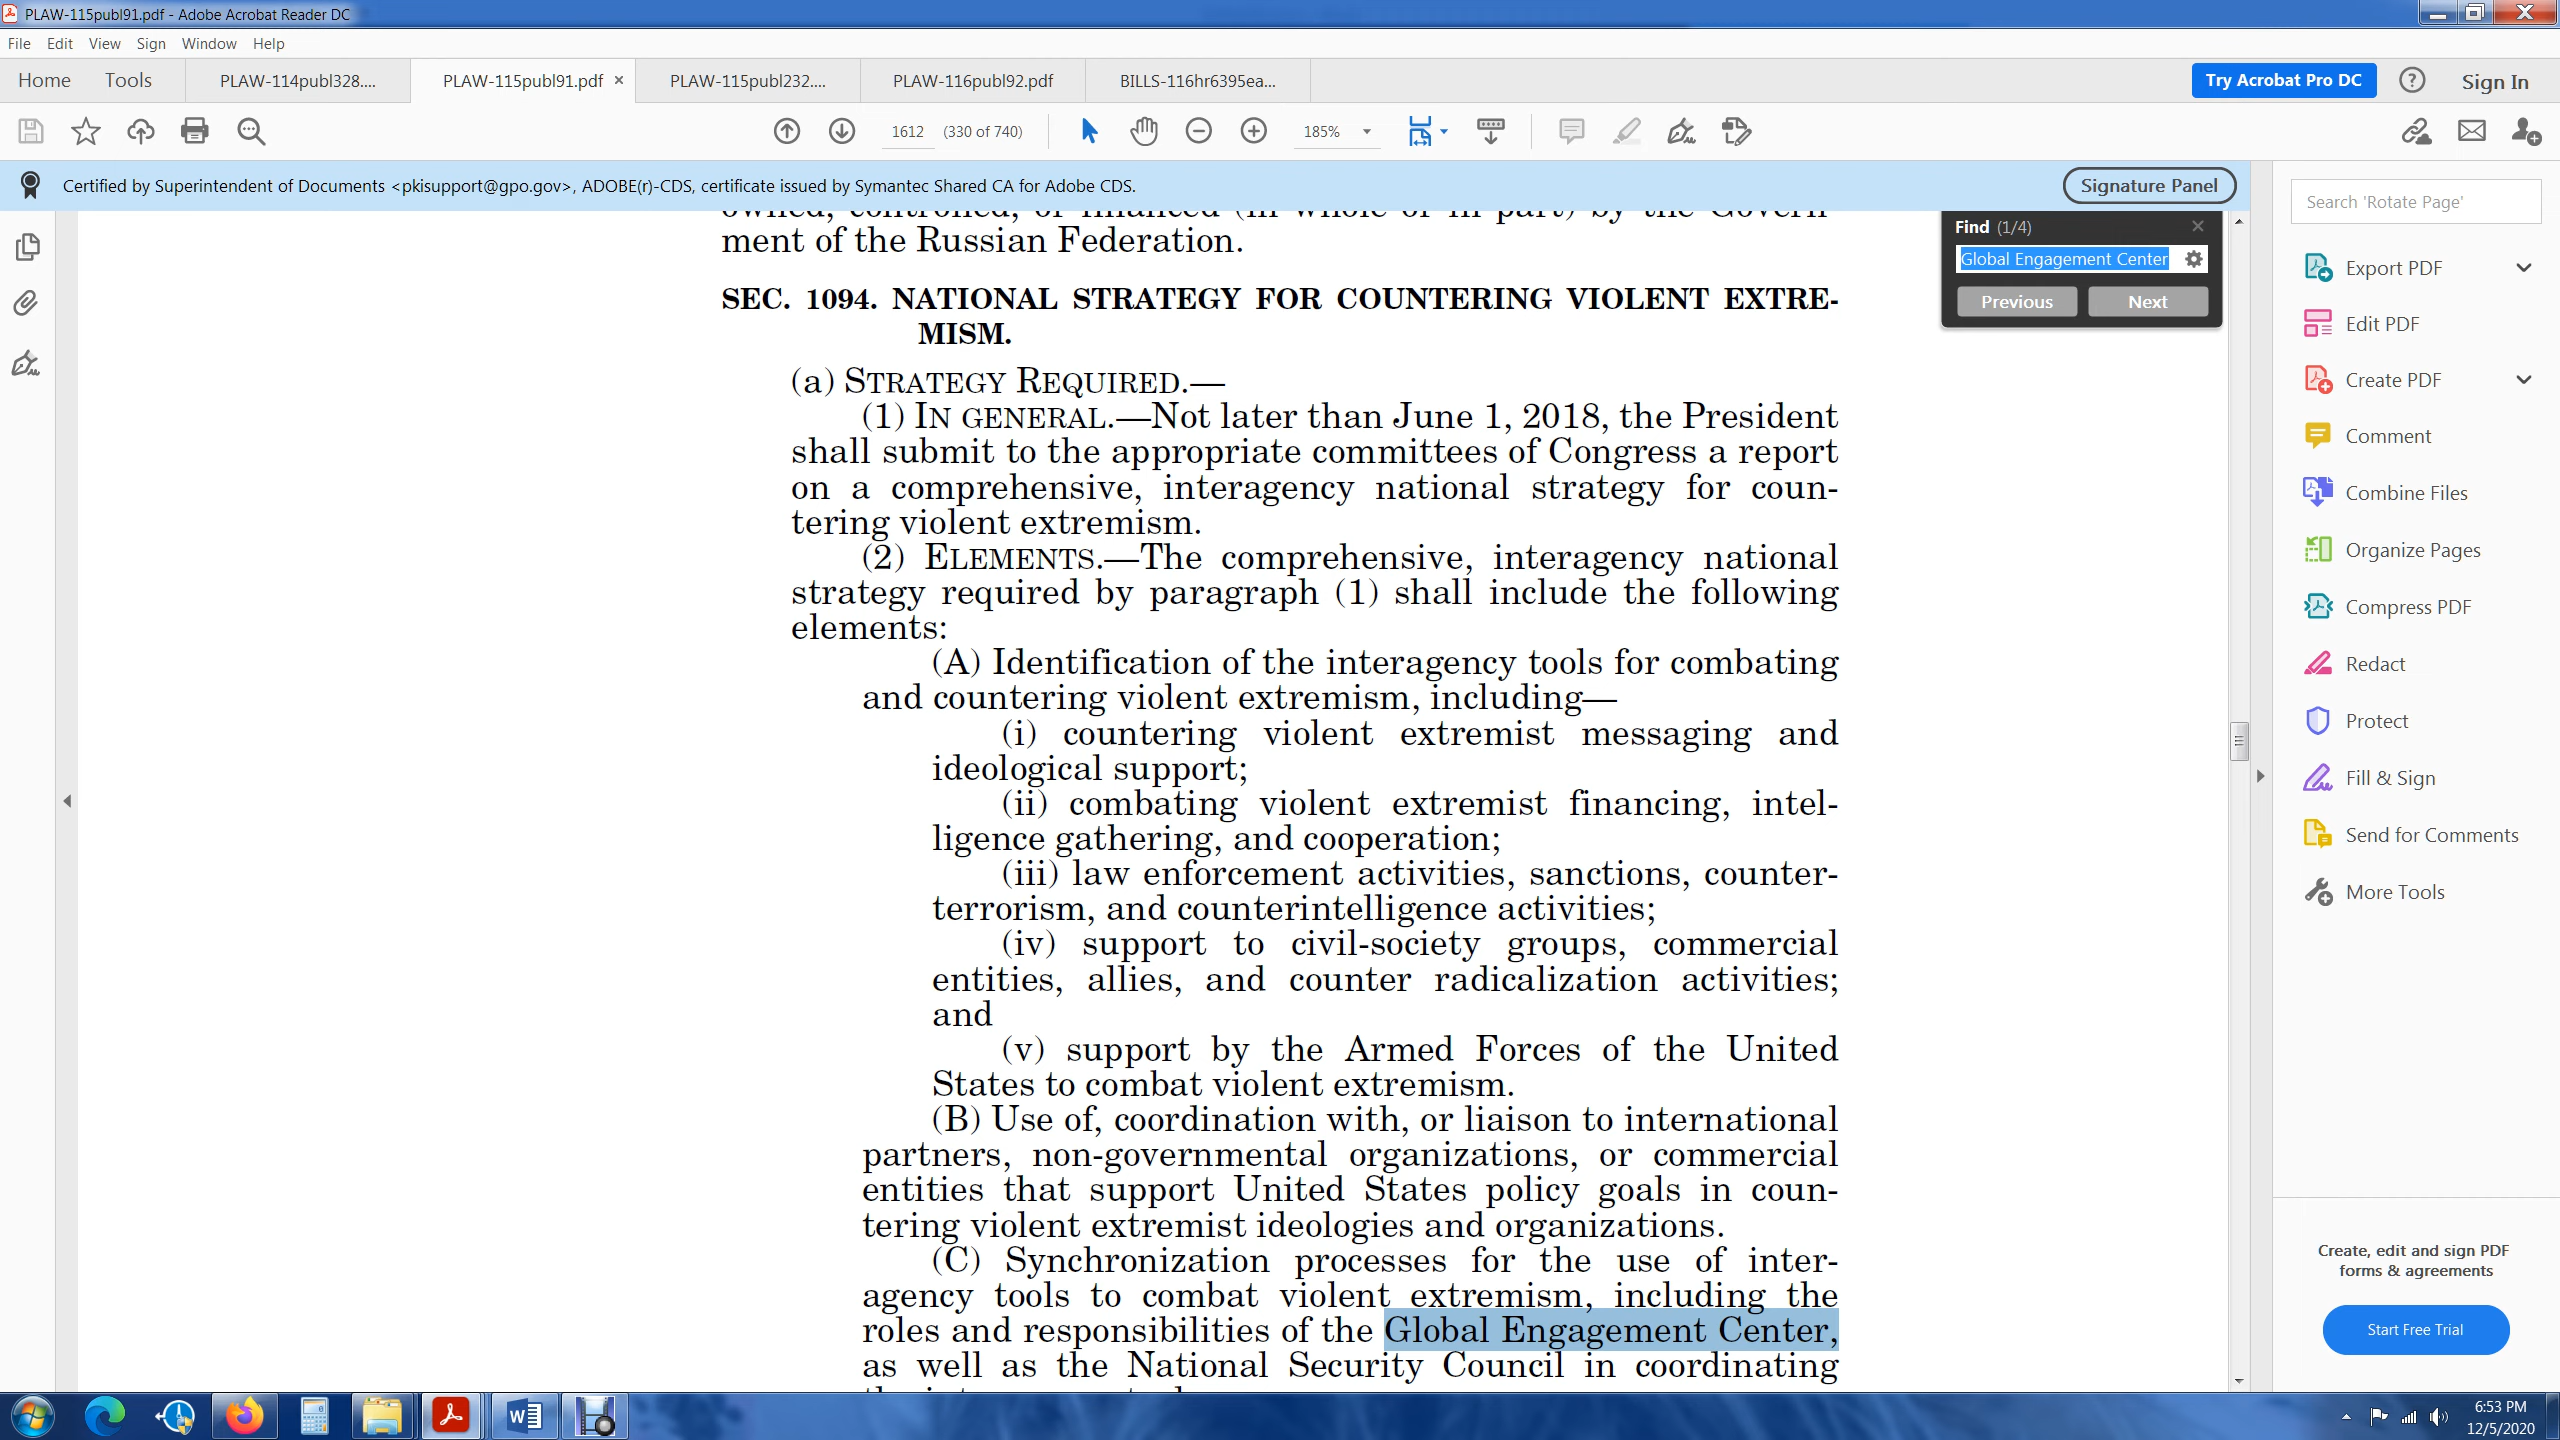 PLAW-115publ91.pdf - Adobe Acrobat Reader DC
File Edit View Sign Window Help
Home Tools PLAW-114publ328.... PLAW-115publ91.pdf × PLAW-115publ232.... PLAW-116publ92.pdf BILLS-116hr6395ea... Try Acrobat Pro DC ? Sign In
1612 (330 of 740) 185%
Certified by Superintendent of Documents <pkisupport@gpo.gov>, ADOBE(r)-CDS, certificate issued by Symantec Shared CA for Adobe CDS. Signature Panel
owned, controlled, or financed (in whole or in part) by the Govern-
ment of the Russian Federation.
SEC. 1094. NATIONAL STRATEGY FOR COUNTERING VIOLENT EXTRE-
MISM.
(a) STRATEGY REQUIRED.—
(1) IN GENERAL.—Not later than June 1, 2018, the President
shall submit to the appropriate committees of Congress a report
on a comprehensive, interagency national strategy for coun-
tering violent extremism.
(2) ELEMENTS.—The comprehensive, interagency national
strategy required by paragraph (1) shall include the following
elements:
(A) Identification of the interagency tools for combating
and countering violent extremism, including—
(i) countering violent extremist messaging and
ideological support;
(ii) combating violent extremist financing, intel-
ligence gathering, and cooperation;
(iii) law enforcement activities, sanctions, counter-
terrorism, and counterintelligence activities;
(iv) support to civil-society groups, commercial
entities, allies, and counter radicalization activities;
and
(v) support by the Armed Forces of the United
States to combat violent extremism.
(B) Use of, coordination with, or liaison to international
partners, non-governmental organizations, or commercial
entities that support United States policy goals in coun-
tering violent extremist ideologies and organizations.
(C) Synchronization processes for the use of inter-
agency tools to combat violent extremism, including the
roles and responsibilities of the Global Engagement Center,
as well as the National Security Council in coordinating
Find (1/4)
Global Engagement Center
Previous Next
Search 'Rotate Page'
Export PDF
Edit PDF
Create PDF
Comment
Combine Files
Organize Pages
Compress PDF
Redact
Protect
Fill & Sign
Send for Comments
More Tools
Create, edit and sign PDF
forms & agreements
Start Free Trial
6:53 PM
12/5/2020